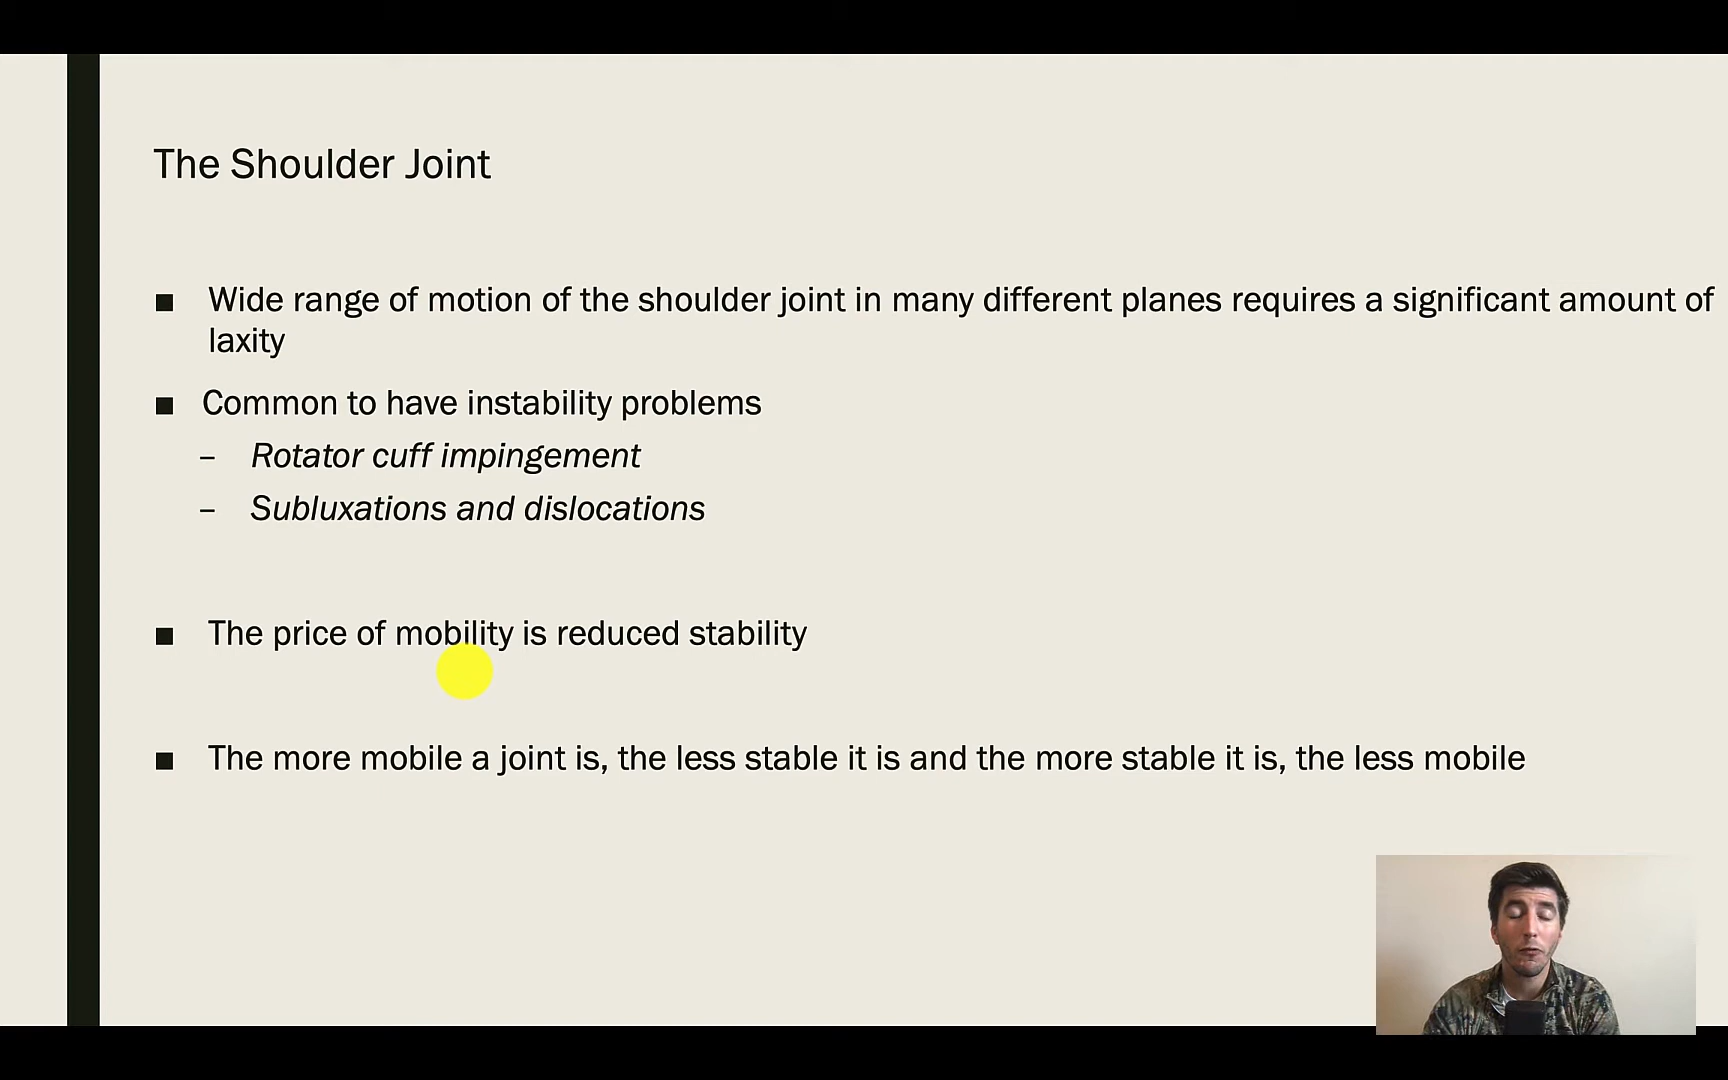 The Shoulder Joint
■ Wide range of motion of the shoulder joint in many different planes requires a significant amount of
laxity
■ Common to have instability problems
– Rotator cuff impingement
– Subluxations and dislocations
■ The price of mobility is reduced stability
■ The more mobile a joint is, the less stable it is and the more stable it is, the less mobile